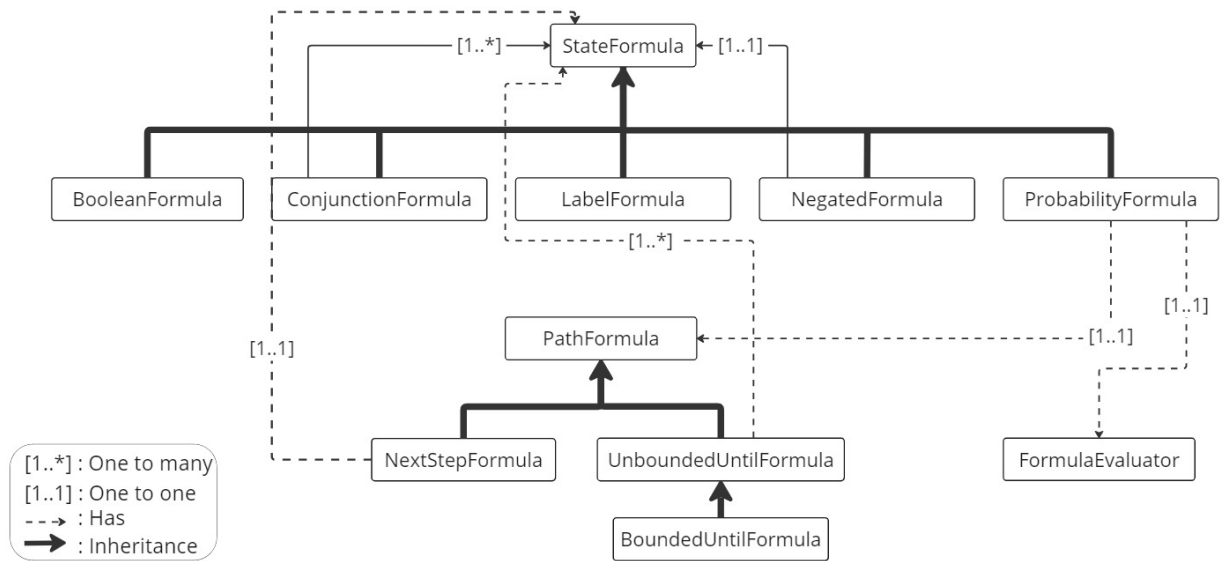 [1..*]
StateFormula
[1..1]
BooleanFormula
ConjunctionFormula
LabelFormula
NegatedFormula
ProbabilityFormula
[1..*]
[1..1]
PathFormula
[1..1]
[1..1]
NextStepFormula
UnboundedUntilFormula
FormulaEvaluator
BoundedUntilFormula
[1..*] : One to many
[1..1] : One to one
: Has
: Inheritance